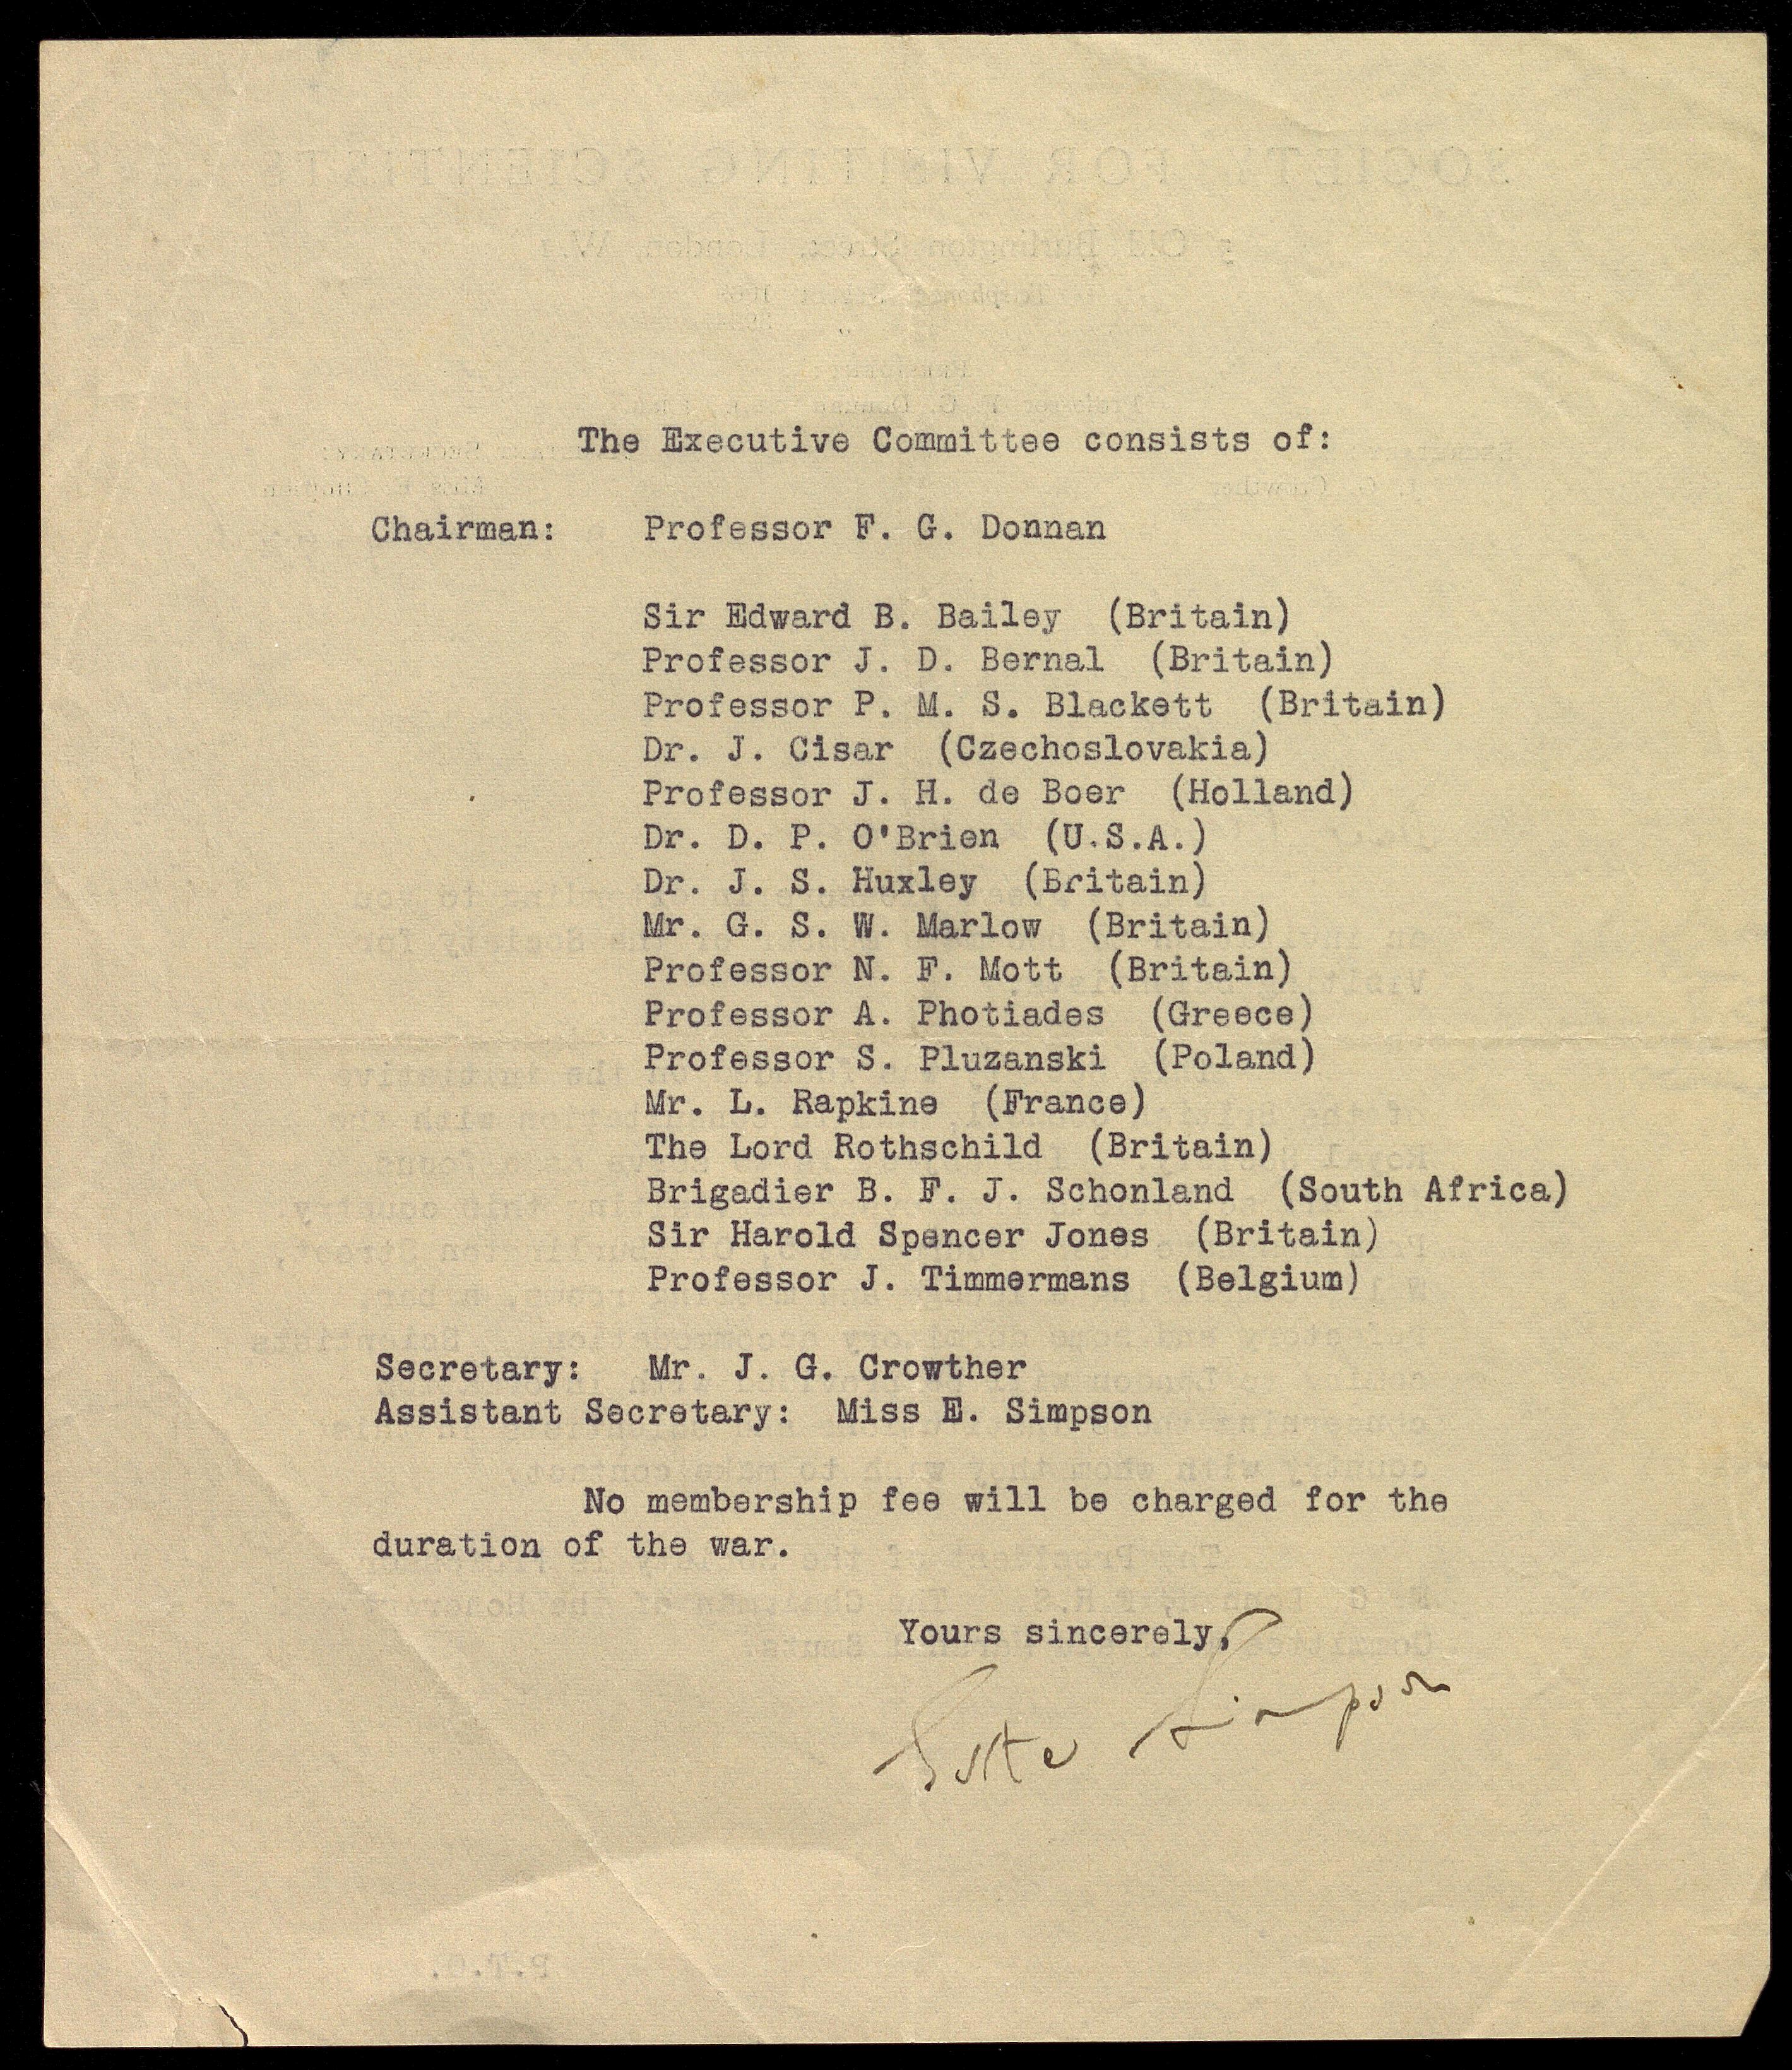 The Executive Committee consists of:
Chairman: Professor F. G. Donnan
Sir Edward B. Bailey (Britain)
Professor J. D. Bernal (Britain)
Professor P. M. S. Blackett (Britain)
Dr. J. Cisar (Czechoslovakia)
Professor J. H. de Boer (Holland)
Dr. D. P. O'Brien (U.S.A.)
Dr. J. S. Huxley (Britain)
Mr. G. S. W. Marlow (Britain)
Professor N. F. Mott (Britain)
Professor A. Photiades (Greece)
Professor S. Pluzanski (Poland)
Mr. L. Rapkine (France)
The Lord Rothschild (Britain)
Brigadier B. F. J. Schonland (South Africa)
Sir Harold Spencer Jones (Britain)
Professor J. Timmermans (Belgium)
Secretary: Mr. J. G. Crowther
Assistant Secretary: Miss E. Simpson
No membership fee will be charged for the
duration of the war.
Yours sincerely,
Simpson